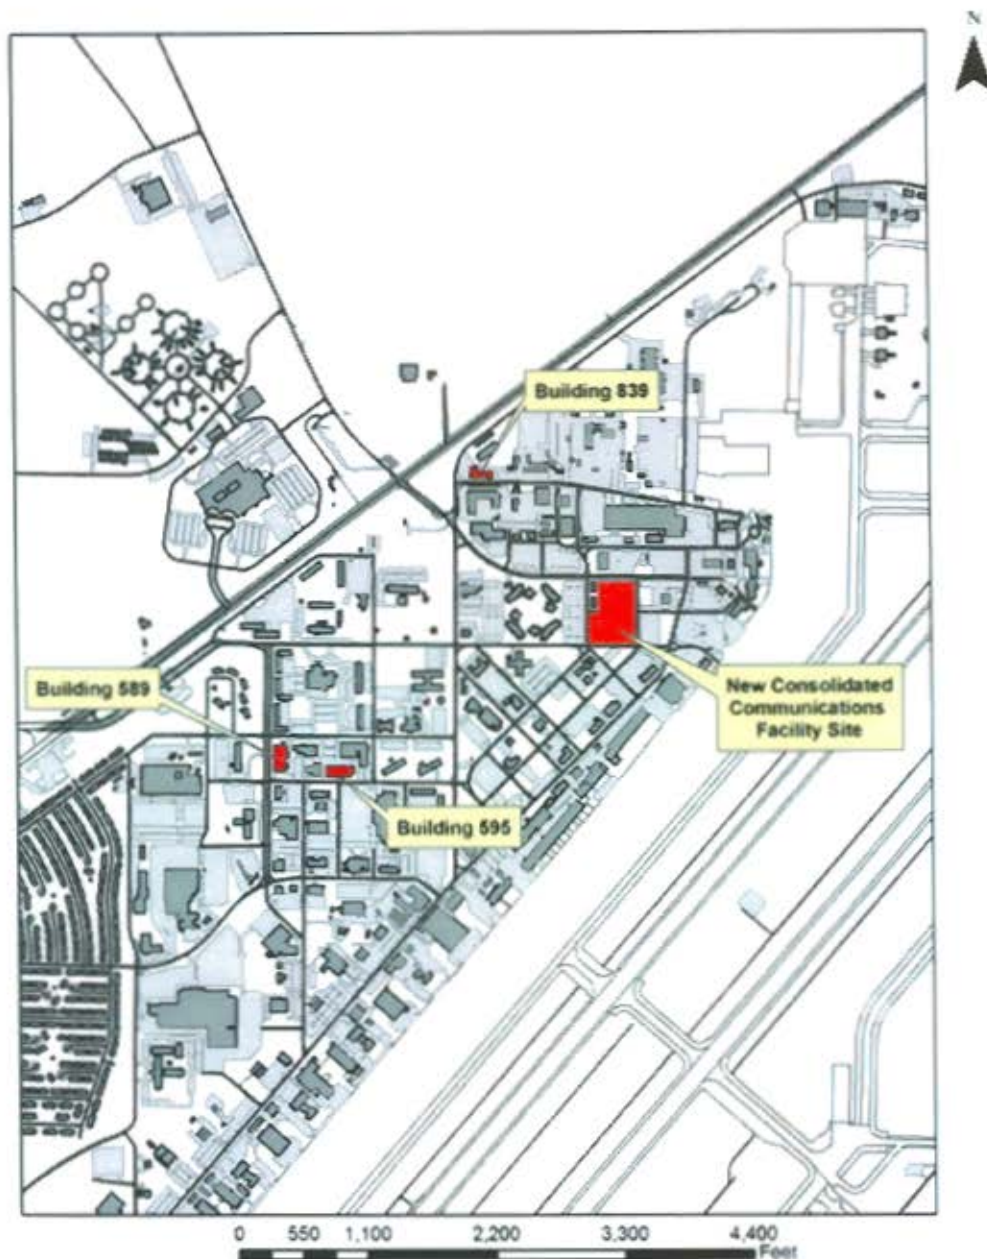 N
Building 839
Building 589
New Consolidated
Communications
Facility Site
Building 595
0 550 1,100 2,200 3,300 4,400
Feet